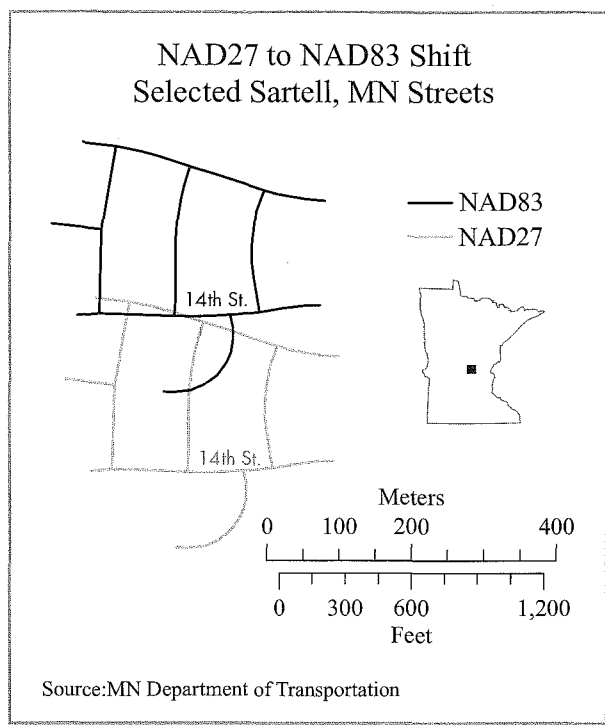 NAD27 to NAD83 Shift
Selected Sartell, MN Streets
NAD83
NAD27
14th St.
14th St.
Meters
0 100 200 400
0 300 600 1,200
Feet
Source:MN Department of Transportation